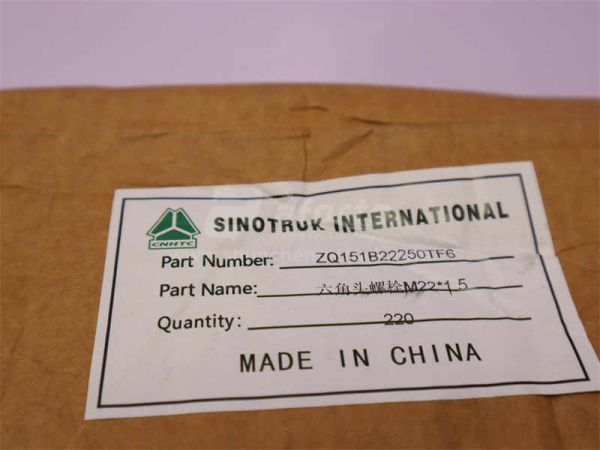 SINOTRUK INTERNATIONAL
CNHTC
Part Number: ZQ151B22250TF6
Part Name: 六角头螺栓M22*1.5
Quantity: 220
MADE IN CHINA